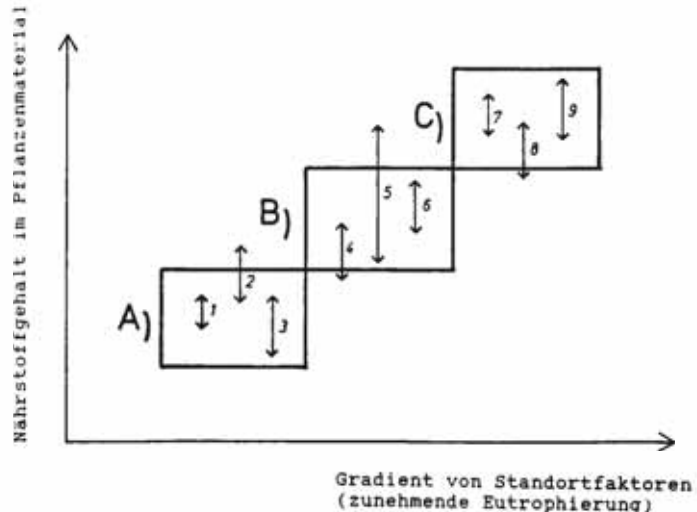 Nährstoffgehalt im Pflanzenmaterial
C)
9
7
8
B)
5
6
4
2
A)
1
3
Gradient von Standortfaktoren
(zunehmende Eutrophierung)